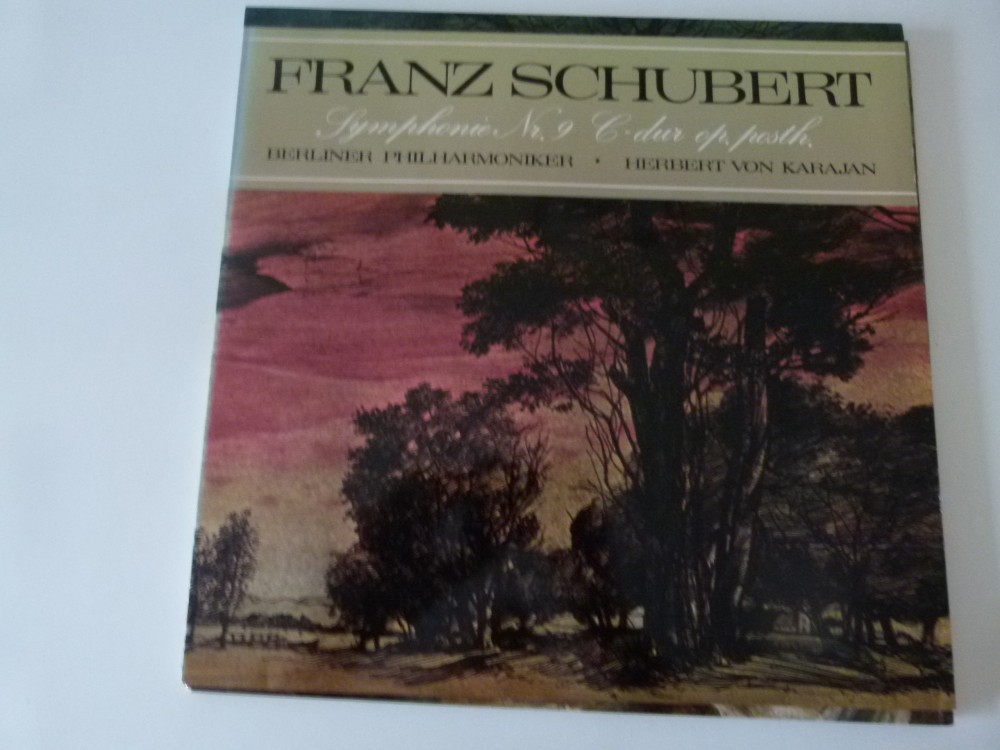 FRANZ SCHUBERT
Symphonie Nr. 9 C-dur op. posth.
BERLINER PHILHARMONIKER • HERBERT VON KARAJAN